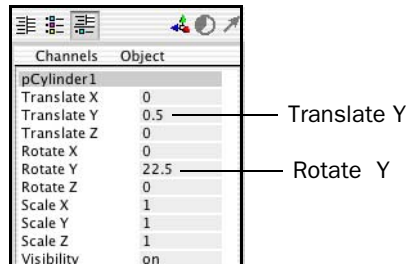 Channels Object
pCylinder1
Translate X 0
Translate Y 0.5
Translate Z 0
Rotate X 0
Rotate Y 22.5
Rotate Z 0
Scale X 1
Scale Y 1
Scale Z 1
Visibility on
Translate Y
Rotate Y